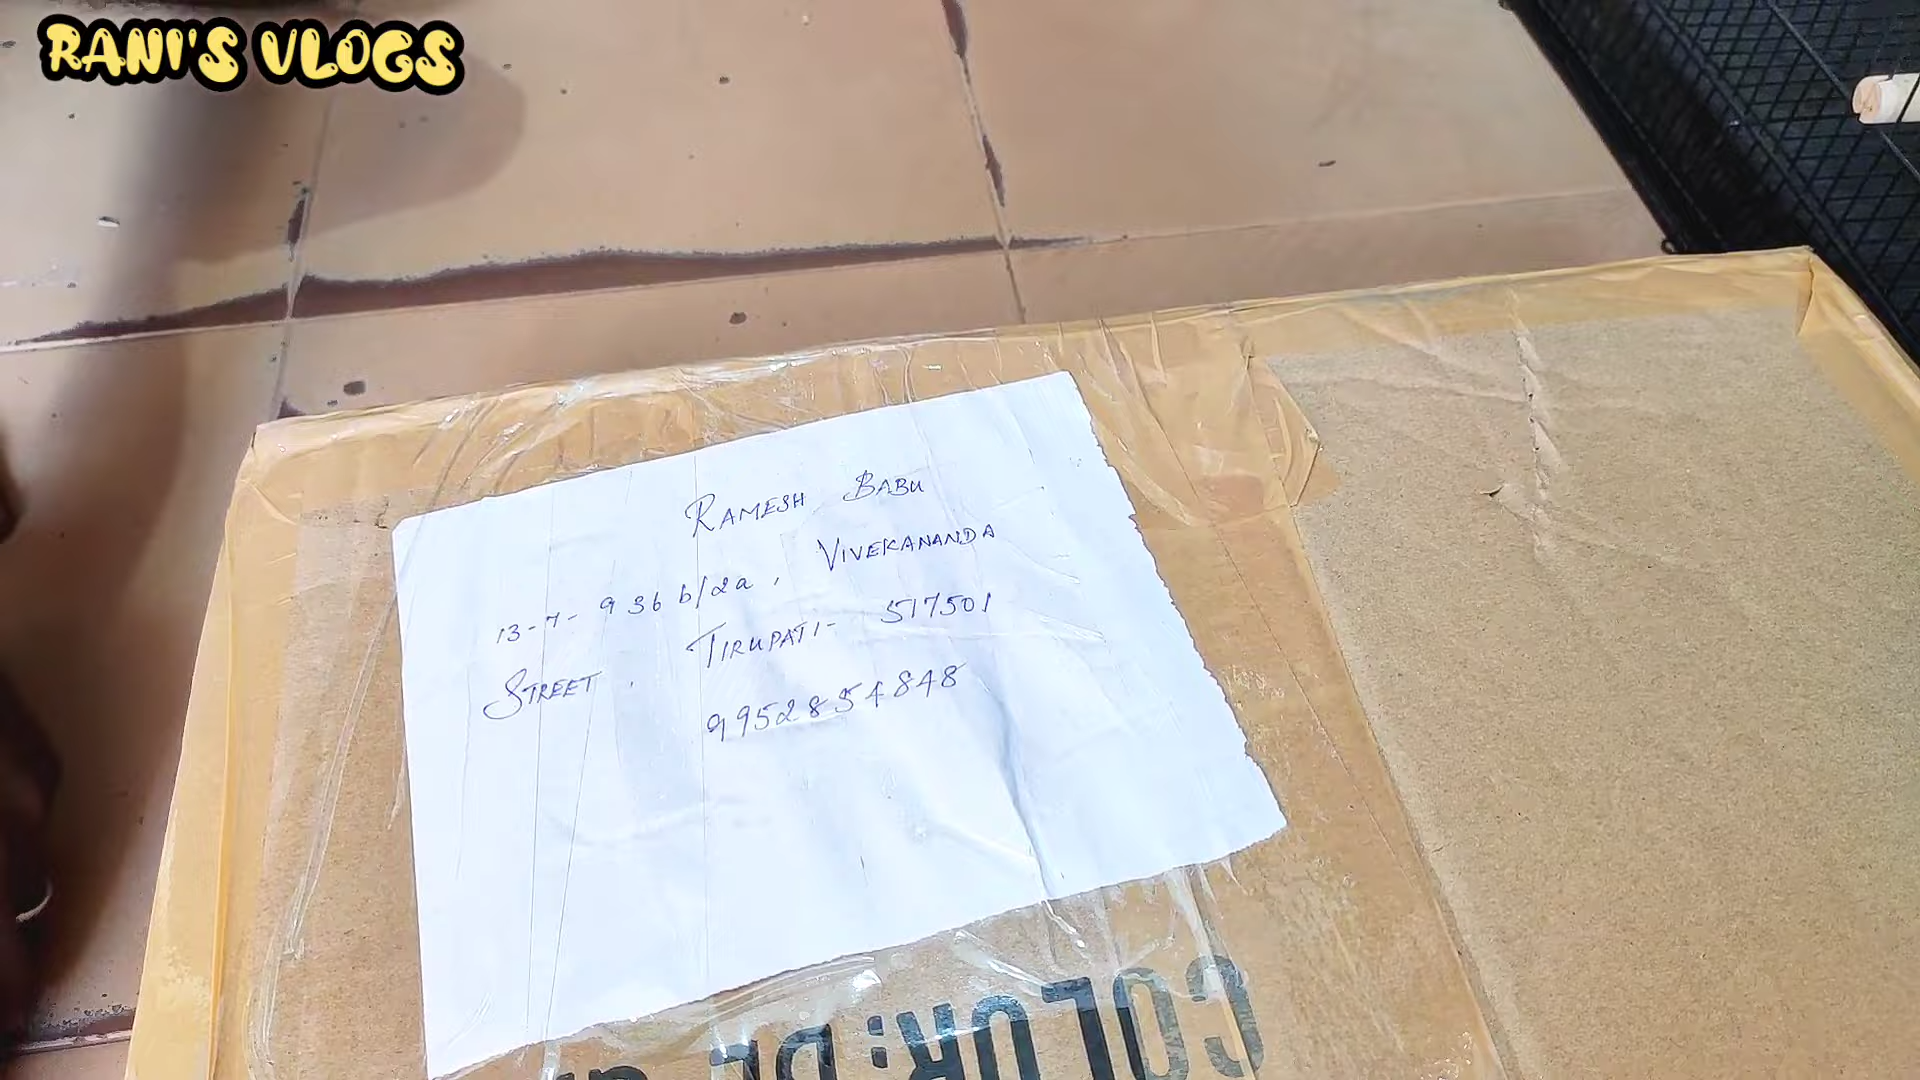 RANI'S VLOGS
RAMESH BABU
13-7-936 b/2a, VIVEKANANDA
STREET, TIRUPATI- 517501
9952854848
COLOR: